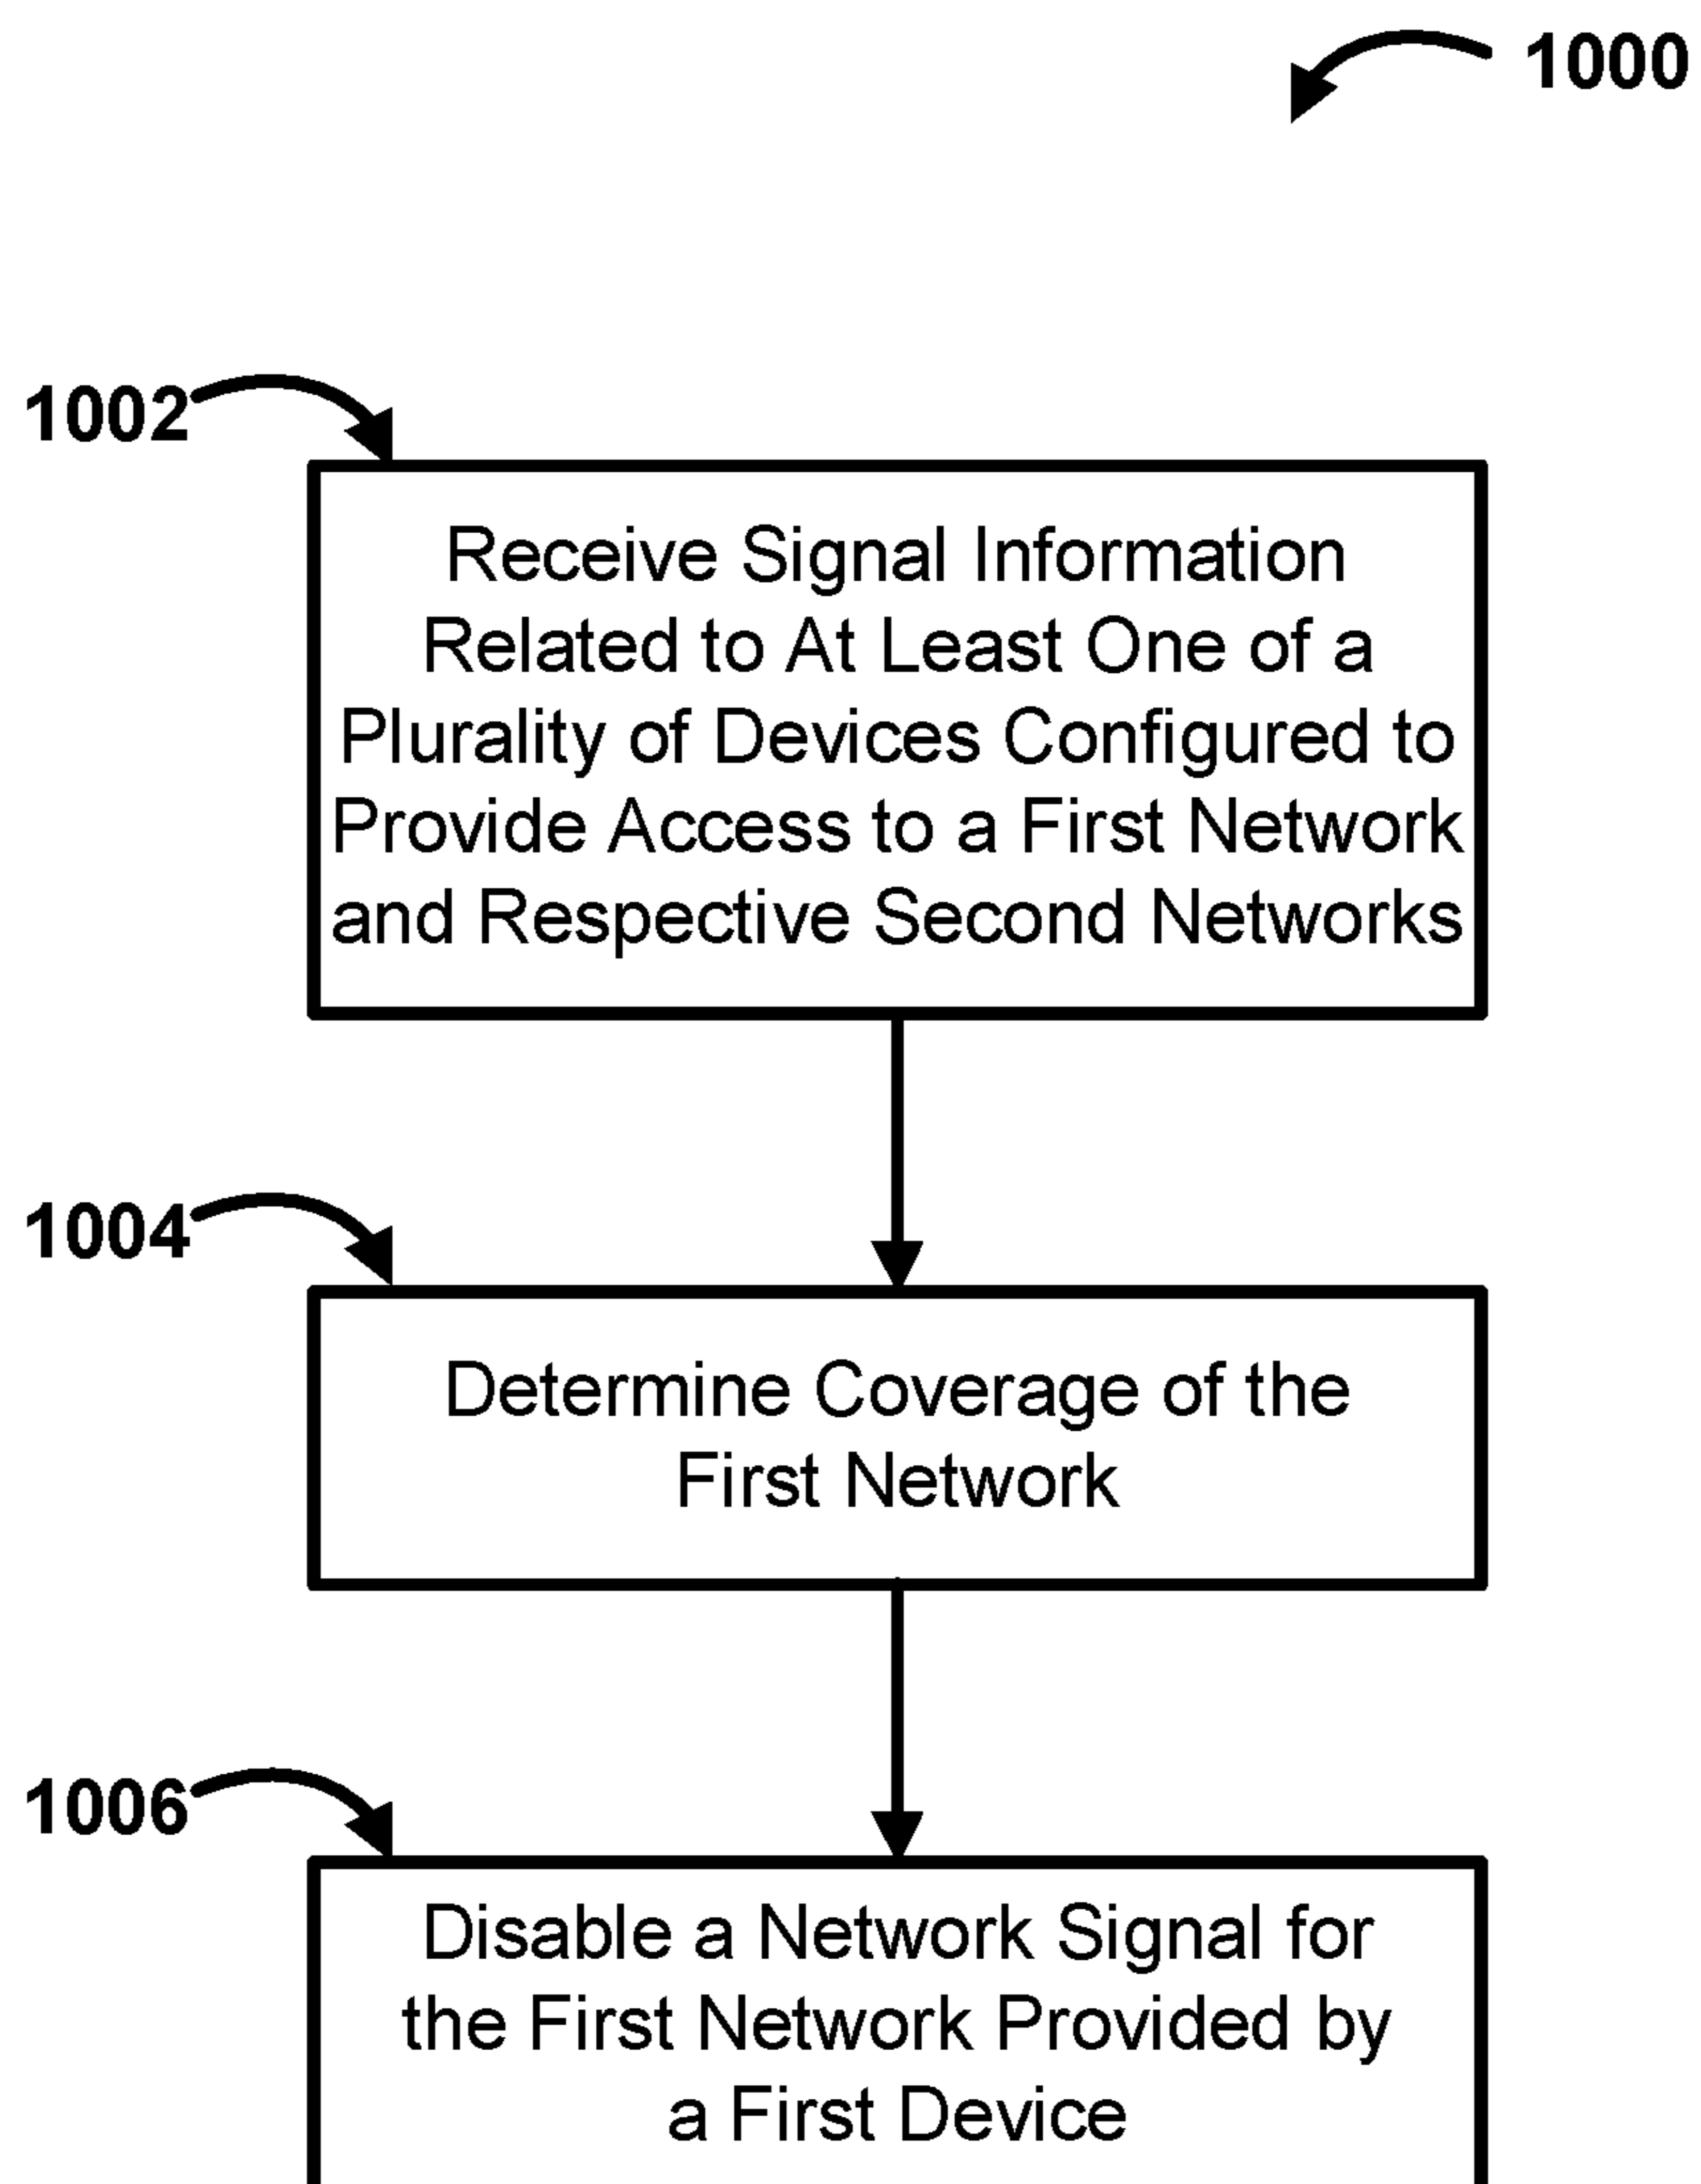 1000
1002
Receive Signal Information
Related to At Least One of a
Plurality of Devices Configured to
Provide Access to a First Network
and Respective Second Networks
1004
Determine Coverage of the
First Network
1006
Disable a Network Signal for
the First Network Provided by
a First Device